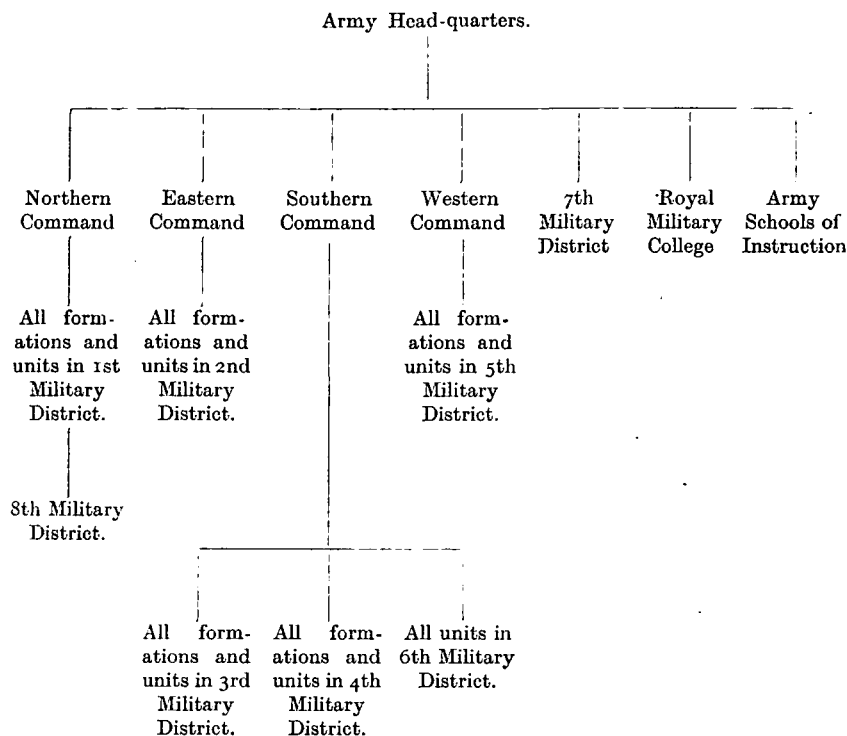 Army Head-quarters.
Northern
Command
Eastern
Command
Southern
Command
Western
Command
7th
Military
District
Royal
Military
College
Army
Schools of
Instruction
All form-
ations and
units in 1st
Military
District.
All form-
ations and
units in 2nd
Military
District.
All form-
ations and
units in 5th
Military
District.
8th Military
District.
All form-
ations and
units in 3rd
Military
District.
All form-
ations and
units in 4th
Military
District.
All units in
6th Military
District.